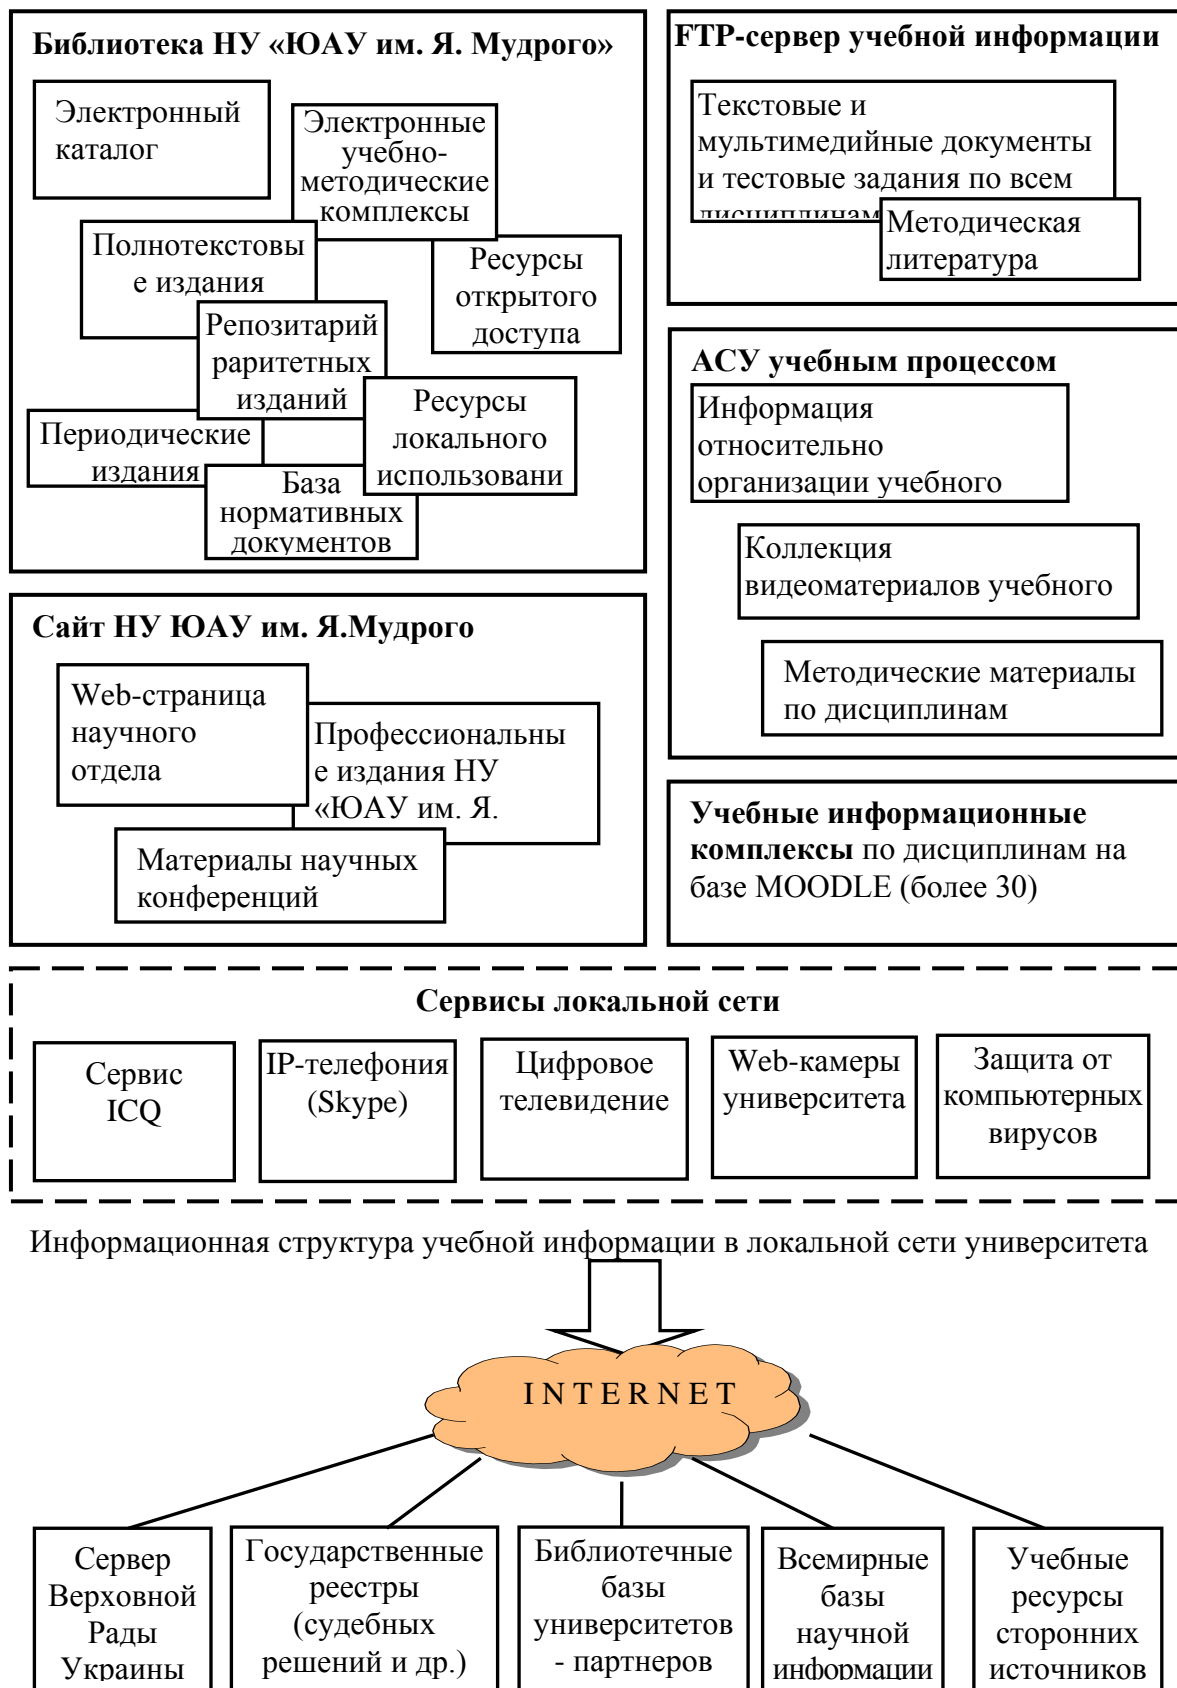 Библиотека НУ «ЮАУ им. Я. Мудрого»
Электронный
каталог
Электронные
учебно-
методические
комплексы
Полнотекстовы
е издания
Ресурсы
открытого
доступа
Репозитарий
раритетных
изданий
Ресурсы
локального
использовани
Периодические
издания
База
нормативных
документов
Сайт НУ ЮАУ им. Я.Мудрого
Web-страница
научного
отдела
Профессиональны
е издания НУ
«ЮАУ им. Я.
Материалы научных
конференций
FTP-сервер учебной информации
Текстовые и
мультимедийные документы
и тестовые задания по всем
дисциплинам
Методическая
литература
АСУ учебным процессом
Информация
относительно
организации учебного
Коллекция
видеоматериалов учебного
Методические материалы
по дисциплинам
Учебные информационные
комплексы по дисциплинам на
базе MOODLE (более 30)
Сервисы локальной сети
Сервис
ICQ
IP-телефония
(Skype)
Цифровое
телевидение
Web-камеры
университета
Защита от
компьютерных
вирусов
Информационная структура учебной информации в локальной сети университета
I N T E R N E T
Сервер
Верховной
Рады
Украины
Государственные
реестры
(судебных
решений и др.)
Библиотечные
базы
университетов
- партнеров
Всемирные
базы
научной
информации
Учебные
ресурсы
сторонних
источников